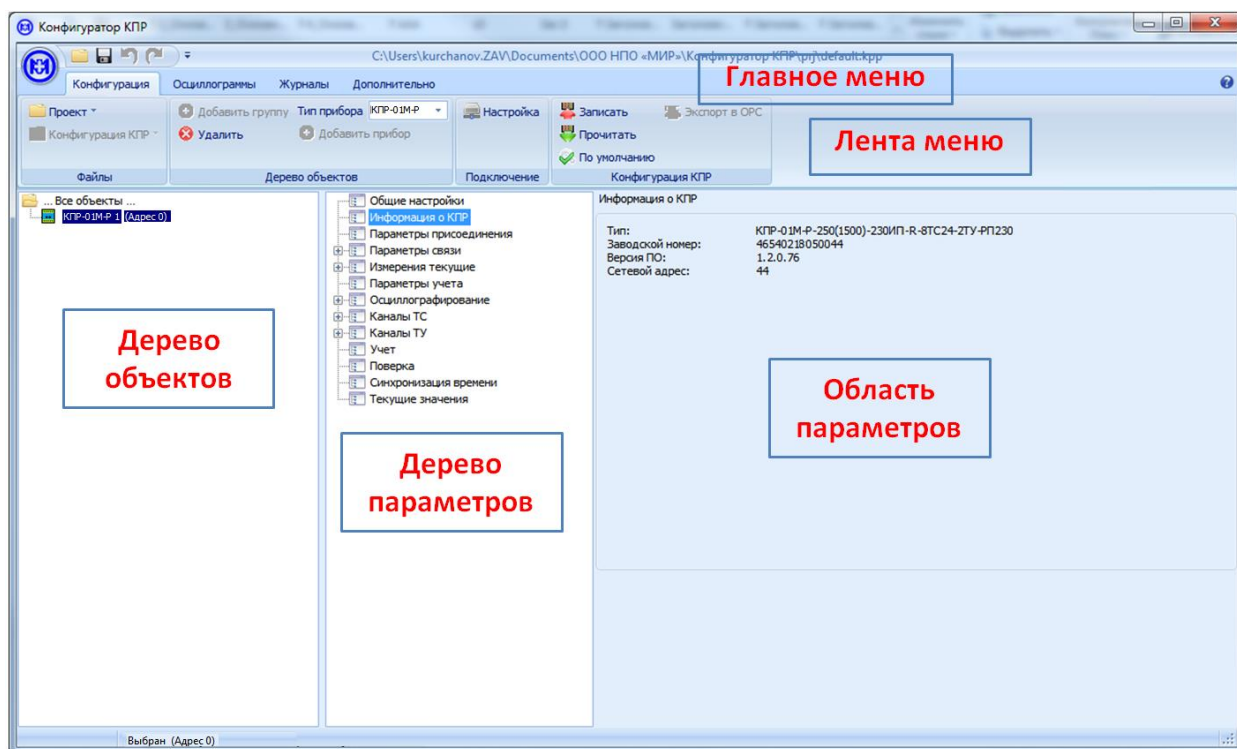 Конфигуратор КПР
C:\Users\kurchanov.ZAV\Documents\ООО НПО «МИР»\Конфигуратор КПР\prj\default.kpp
Конфигурация Осциллограммы Журналы Дополнительно
Главное меню
Проект Добавить группу Тип прибора КПР-01М-Р Настройка Записать Экспорт в OPC
Конфигурация КПР Удалить Добавить прибор Прочитать
По умолчанию
Лента меню
Файлы Дерево объектов Подключение Конфигурация КПР
... Все объекты ...
КПР-01М-Р 1 (Адрес 0)
Дерево
объектов
Общие настройки
Информация о КПР
Параметры присоединения
Параметры связи
Измерения текущие
Параметры учета
Осциллографирование
Каналы ТС
Каналы ТУ
Учет
Поверка
Синхронизация времени
Текущие значения
Дерево
параметров
Информация о КПР
Тип: КПР-01М-Р-250(1500)-230ИП-R-8ТС24-2ТУ-РП230
Заводской номер: 46540218050044
Версия ПО: 1.2.0.76
Сетевой адрес: 44
Область
параметров
Выбран (Адрес 0)